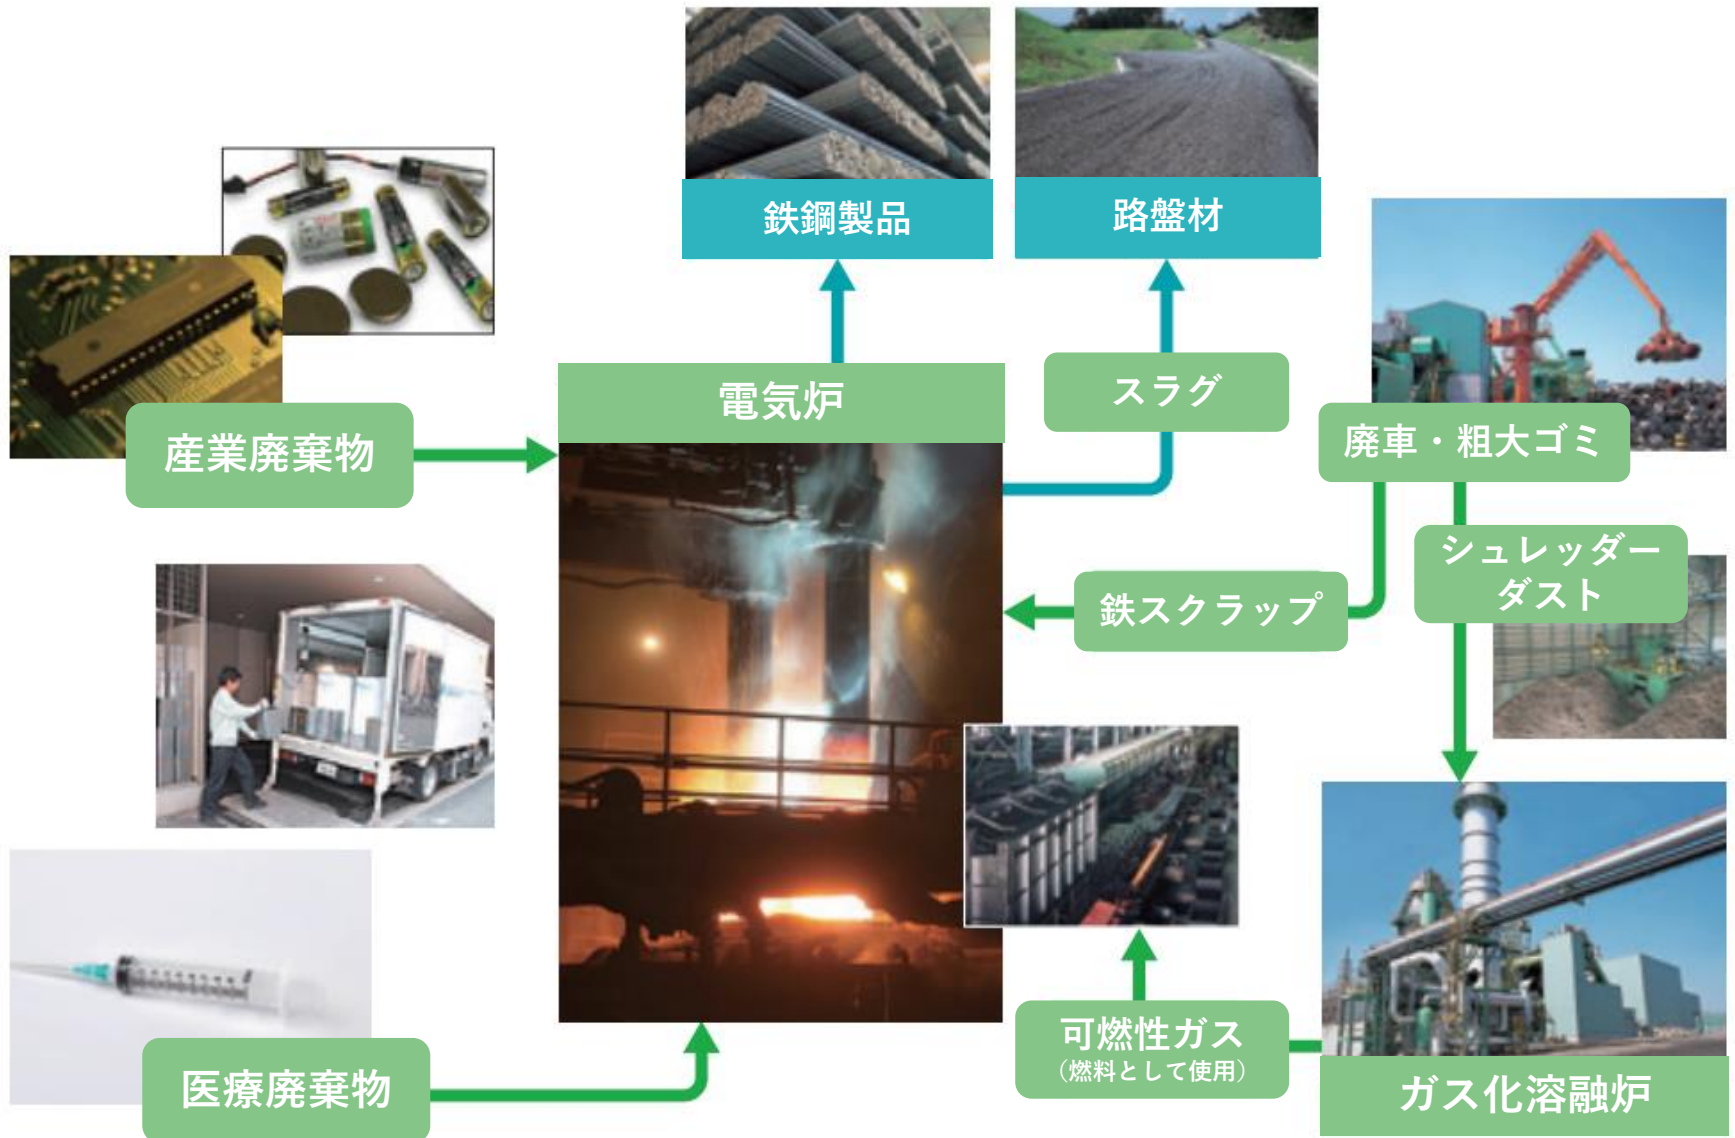 鉄鋼製品
路盤材
電気炉
スラグ
産業廃棄物
廃車・粗大ゴミ
シュレッダー
ダスト
鉄スクラップ
可燃性ガス
（燃料として使用）
医療廃棄物
ガス化溶融炉